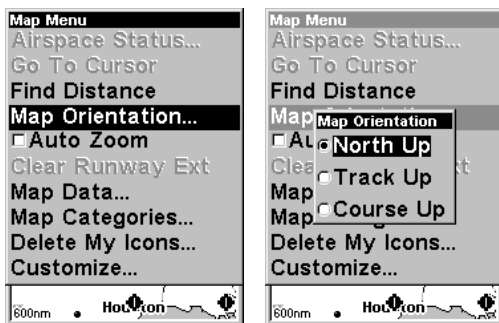 Map Menu
Airspace Status...
Go To Cursor
Find Distance
Map Orientation...
Auto Zoom
Clear Runway Ext
Map Data...
Map Categories...
Delete My Icons...
Customize...
600nm
Houston
Map Menu
Airspace Status...
Go To Cursor
Find Distance
Map Orientation
North Up
Track Up
Course Up
Delete My Icons...
Customize...
600nm
Houston